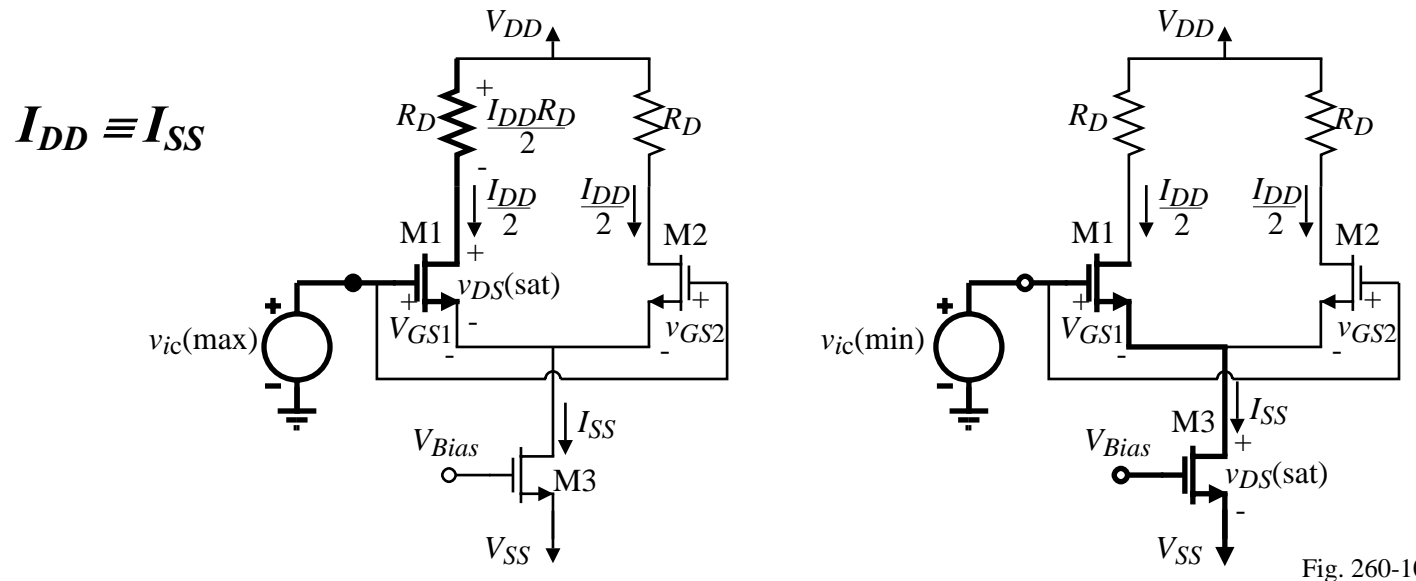 I_DD ≡ I_SS
V_DD
R_D
+
I_DD R_D
2
-
R_D
I_DD
2
I_DD
2
M1
+
v_DS(sat)
-
+
V_GS1
-
M2
+
v_GS2
-
+
v_ic(max)
-
I_SS
V_Bias
M3
V_SS
V_DD
R_D
R_D
I_DD
2
I_DD
2
M1
+
V_GS1
-
M2
+
v_GS2
-
+
v_ic(min)
-
I_SS
M3
V_Bias
+
v_DS(sat)
-
V_SS
Fig. 260-10